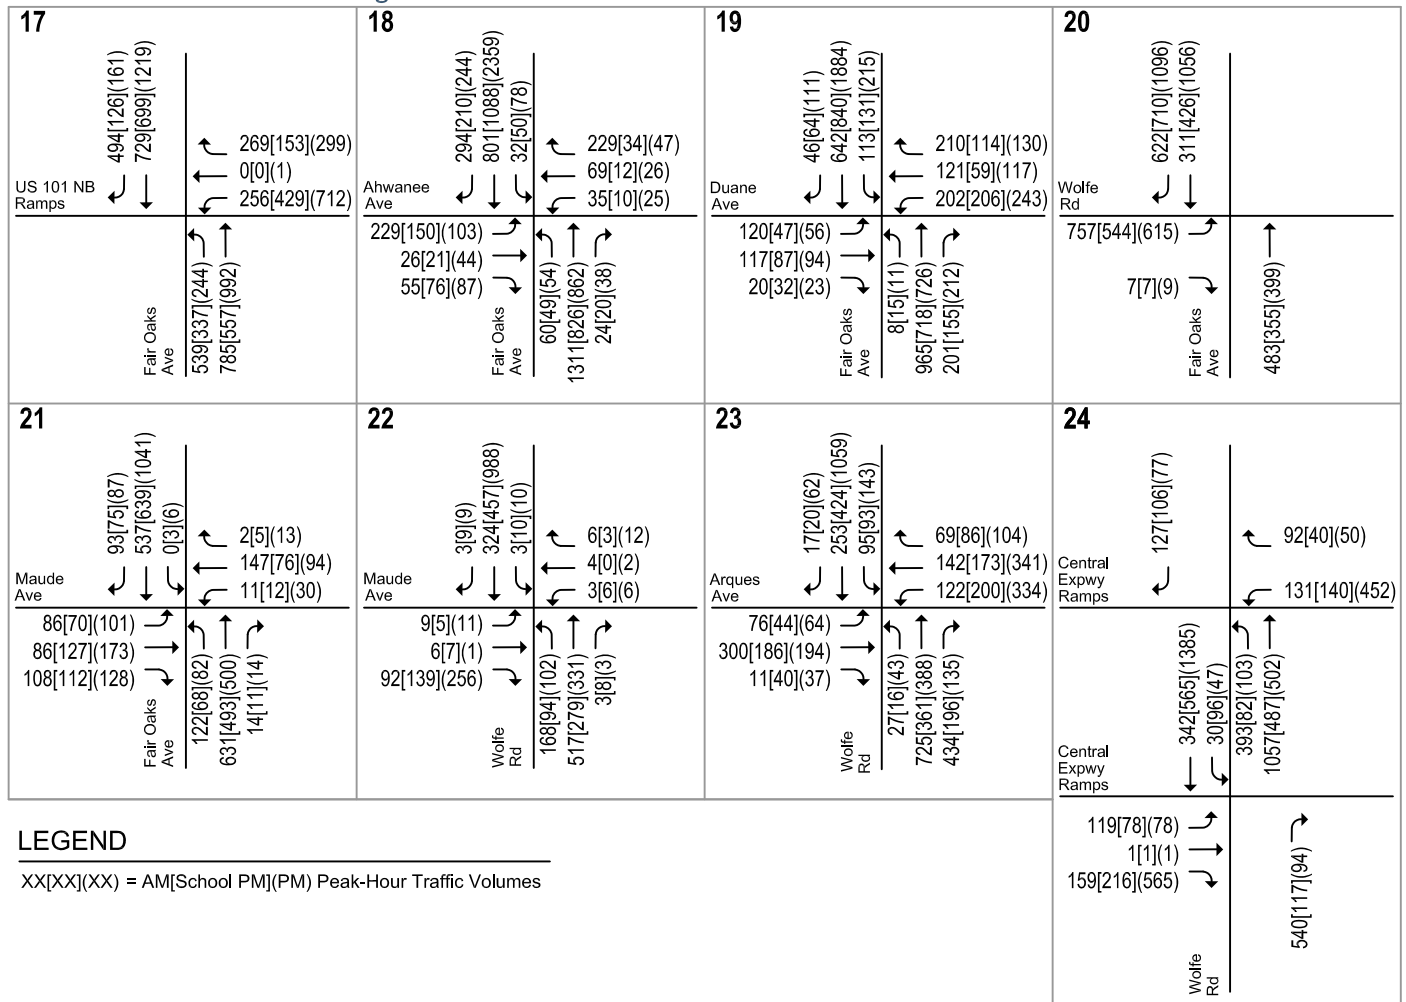 17
494[126](161)
729[699](1219)
269[153](299)
0[0](1)
256[429](712)
US 101 NB
Ramps
Fair Oaks
Ave
539[337](244)
785[557](992)
18
294[210](244)
801[1088](2359)
32[50](78)
229[34](47)
69[12](26)
35[10](25)
Ahwanee
Ave
229[150](103)
26[21](44)
55[76](87)
Fair Oaks
Ave
60[49](54)
1311[826](862)
24[20](38)
19
46[64](111)
642[840](1884)
113[131](215)
210[114](130)
121[59](117)
202[206](243)
Duane
Ave
120[47](56)
117[87](94)
20[32](23)
Fair Oaks
Ave
8[15](11)
965[718](726)
201[155](212)
20
622[710](1096)
311[426](1056)
Wolfe
Rd
757[544](615)
7[7](9)
Fair Oaks
Ave
483[355](399)
21
93[75](87)
537[639](1041)
0[3](6)
2[5](13)
147[76](94)
11[12](30)
Maude
Ave
86[70](101)
86[127](173)
108[112](128)
Fair Oaks
Ave
122[68](82)
631[493](500)
14[11](14)
22
3[9](9)
324[457](988)
3[10](10)
6[3](12)
4[0](2)
3[6](6)
Maude
Ave
9[5](11)
6[7](1)
92[139](256)
Wolfe
Rd
168[94](102)
517[279](331)
3[8](3)
23
17[20](62)
253[424](1059)
95[93](143)
69[86](104)
142[173](341)
122[200](334)
Arques
Ave
76[44](64)
300[186](194)
11[40](37)
Wolfe
Rd
27[16](43)
725[361](388)
434[196](135)
24
127[106](77)
92[40](50)
131[140](452)
Central
Expwy
Ramps
342[565](1385)
30[96](47)
393[82](103)
1057[487](502)
Central
Expwy
Ramps
119[78](78)
1[1](1)
159[216](565)
Wolfe
Rd
540[117](94)
LEGEND
XX[XX](XX) = AM[School PM](PM) Peak-Hour Traffic Volumes